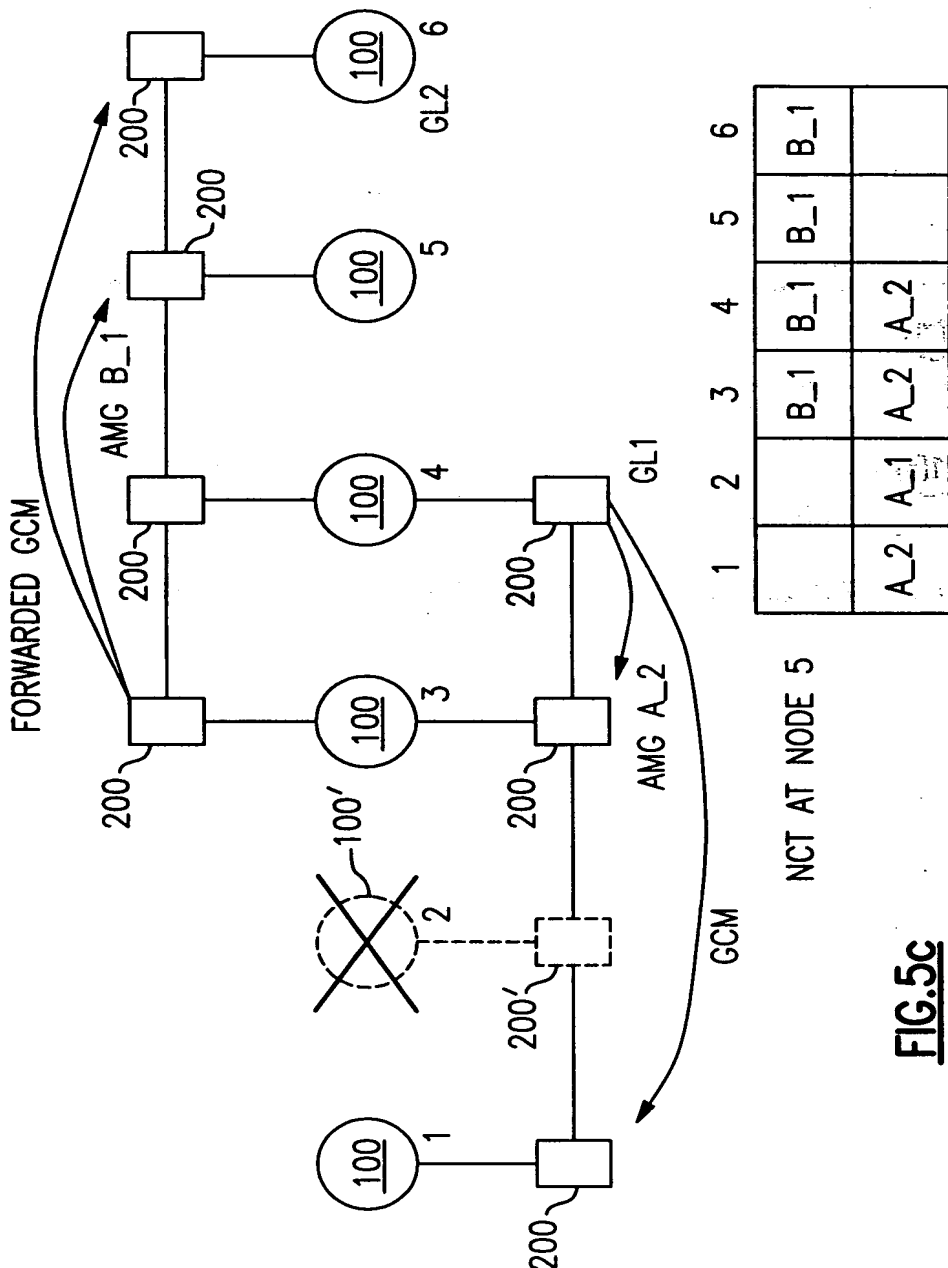 FORWARDED GCM
200
200
100
6
GL2
AMG B_1
200
100
5
200
100
4
200
GL1
200
100
3
200
AMG A_2
100'
2
200'
GCM
100
1
200
NCT AT NODE 5
1 2 3 4 5 6
B_1 B_1 B_1 B_1
A_2 A_1 A_2 A_2
FIG.5c